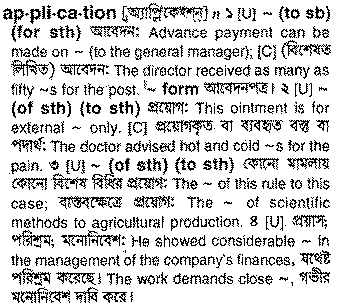 ap·pli·ca·tion [অ্যাপ্লিকেশ্‌ন্] n ১ [U] ~ (to sb)
(for sth) আবেদন: Advance payment can be
made on ~ (to the general manager); [C] (বিশেষত
লিখিত) আবেদন: The director received as many as
fifty ~s for the post. ~ form আবেদনপত্র। ২ [U] ~
(of sth) (to sth) প্রয়োগ: This ointment is for
external ~ only. [C] প্রয়োগকৃত বা ব্যবহৃত বস্তু বা
পদার্থ: The doctor advised hot and cold ~s for the
pain. ৩ [U] ~ (of sth) (to sth) কোনো মামলায়
কোনো বিশেষ বিধির প্রয়োগ: The ~ of this rule to this
case; বাস্তবক্ষেত্রে প্রয়োগ: The ~ of scientific
methods to agricultural production. ৪ [U] প্রয়াস;
পরিশ্রম; মনোনিবেশ: He showed considerable ~ in
the management of the company's finances, যথেষ্ট
পরিশ্রম করেছে। The work demands close ~, গভীর
মনোনিবেশ দাবি করে।